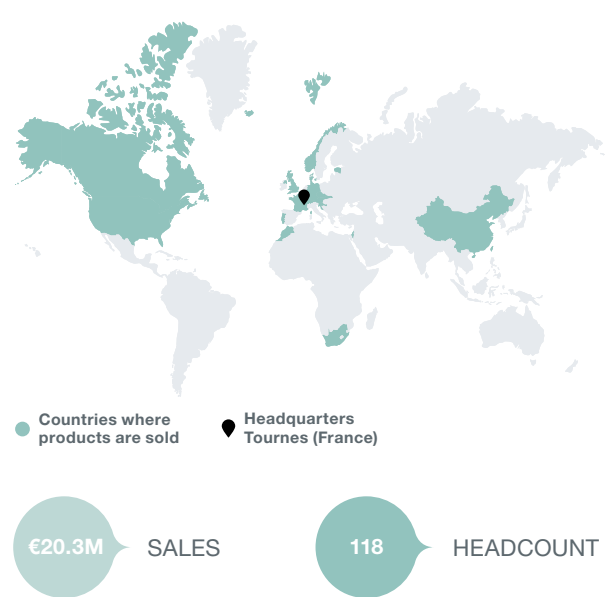 Countries where
products are sold
Headquarters
Tournes (France)
€20.3M
SALES
118
HEADCOUNT